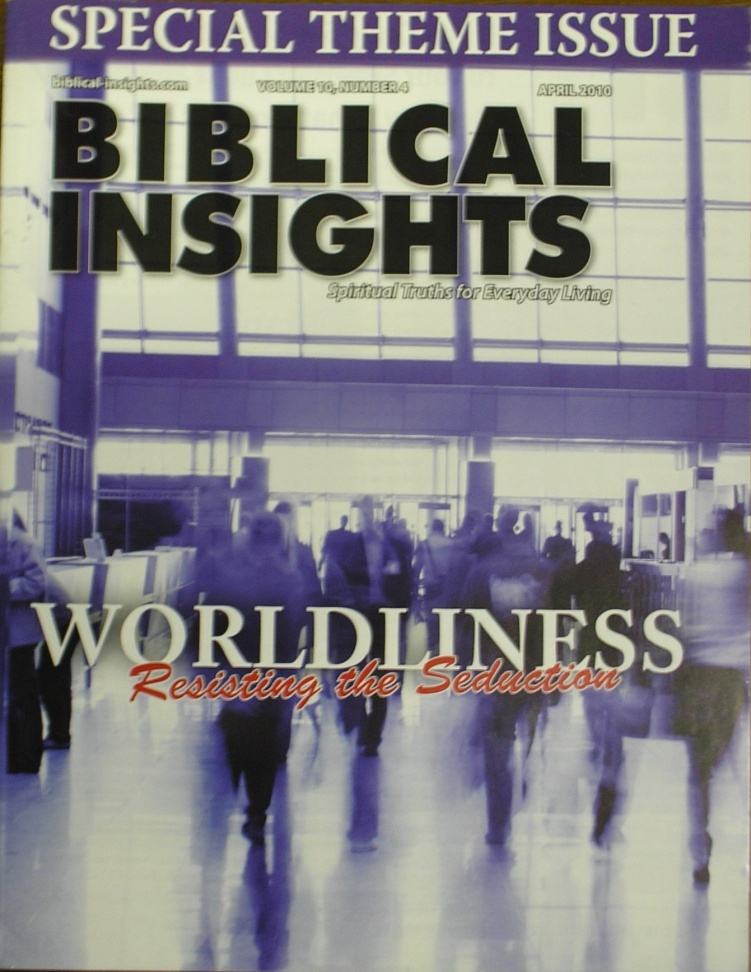 SPECIAL THEME ISSUE
biblical-insights.com VOLUME 10, NUMBER 4 APRIL 2010
BIBLICAL
INSIGHTS
Spiritual Truths for Everyday Living
WORLDLINESS
Resisting the Seduction